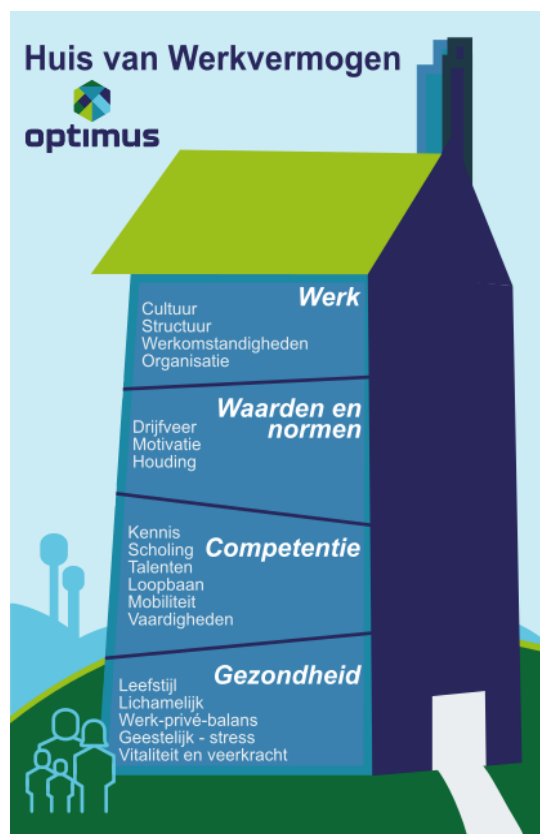 Huis van Werkvermogen
optimus
Werk
Cultuur
Structuur
Werkomstandigheden
Organisatie
Waarden en
normen
Drijfveer
Motivatie
Houding
Competentie
Kennis
Scholing
Talenten
Loopbaan
Mobiliteit
Vaardigheden
Gezondheid
Leefstijl
Lichamelijk
Werk-privé-balans
Geestelijk - stress
Vitaliteit en veerkracht